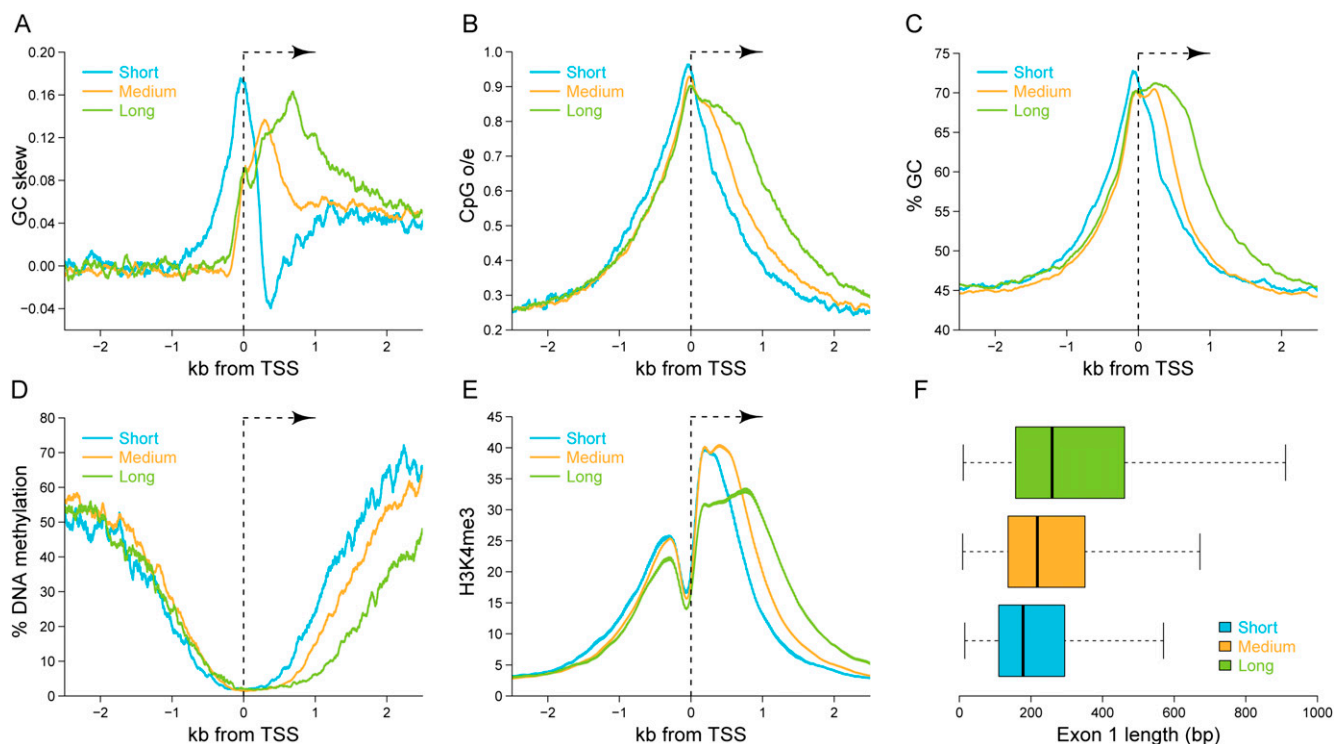 A
0.20
0.16
0.12
0.08
0.04
0.00
−0.04
GC skew
Short
Medium
Long
−2 −1 0 1 2
kb from TSS
B
1.0
0.9
0.8
0.7
0.6
0.5
0.4
0.3
0.2
CpG o/e
Short
Medium
Long
−2 −1 0 1 2
kb from TSS
C
75
70
65
60
55
50
45
40
% GC
Short
Medium
Long
−2 −1 0 1 2
kb from TSS
D
80
70
60
50
40
30
20
10
0
% DNA methylation
Short
Medium
Long
−2 −1 0 1 2
kb from TSS
E
45
40
35
30
25
20
15
10
5
0
H3K4me3
Short
Medium
Long
−2 −1 0 1 2
kb from TSS
F
Short
Medium
Long
0 200 400 600 800 1000
Exon 1 length (bp)